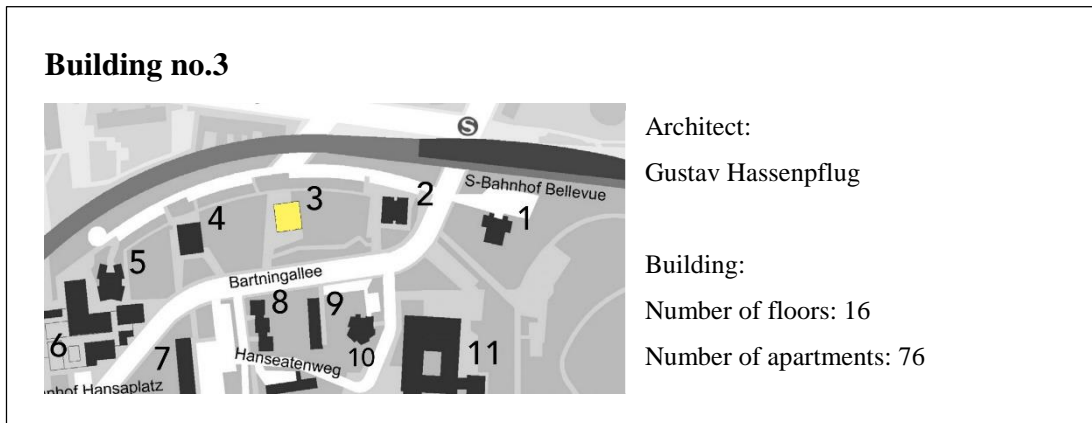 Building no.3
S
S-Bahnhof Bellevue
1
2
3
4
5
6
7
8
9
10
11
Bartningallee
Hanseatenweg
nhof Hansaplatz
Architect:
Gustav Hassenpflug
Building:
Number of floors: 16
Number of apartments: 76